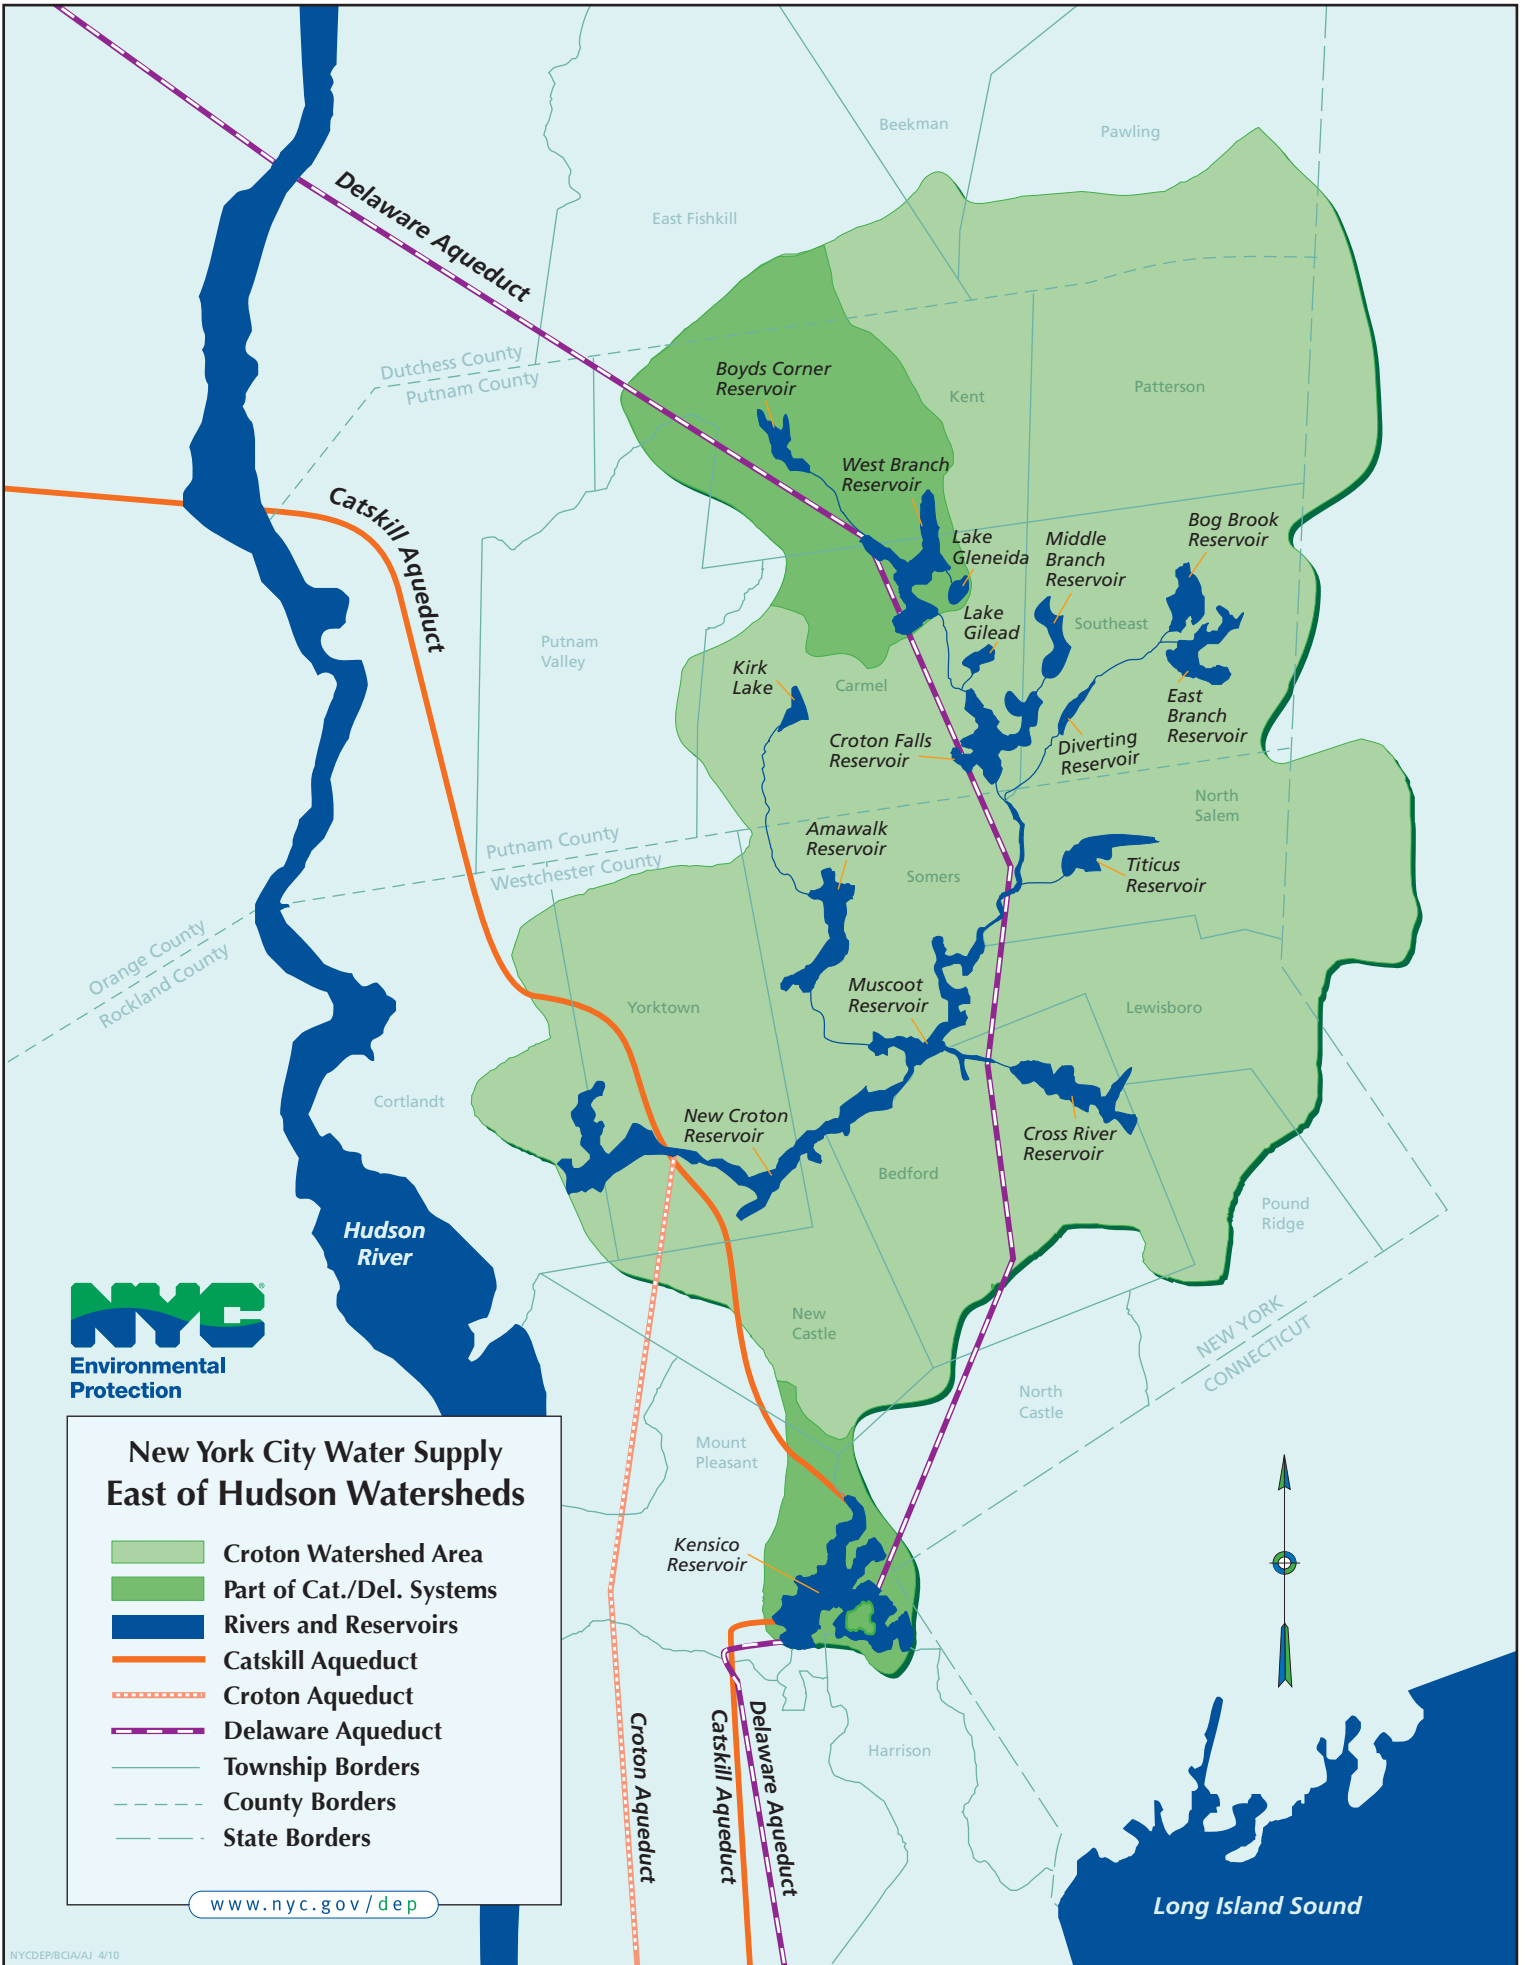 Beekman
Pawling
Delaware Aqueduct
East Fishkill
Dutchess County
Putnam County
Boyds Corner
Reservoir
Kent
Patterson
West Branch
Reservoir
Catskill Aqueduct
Lake
Gleneida
Middle
Branch
Reservoir
Bog Brook
Reservoir
Lake
Gilead
Southeast
Putnam
Valley
Kirk
Lake
Carmel
East
Branch
Reservoir
Croton Falls
Reservoir
Diverting
Reservoir
North
Salem
Putnam County
Westchester County
Amawalk
Reservoir
Somers
Titicus
Reservoir
Orange County
Rockland County
Yorktown
Muscoot
Reservoir
Lewisboro
Cortlandt
New Croton
Reservoir
Cross River
Reservoir
Bedford
Pound
Ridge
Hudson
River
NYC®
Environmental
Protection
New
Castle
NEW YORK
CONNECTICUT
North
Castle
Mount
Pleasant
Kensico
Reservoir
New York City Water Supply
East of Hudson Watersheds
Croton Watershed Area
Part of Cat./Del. Systems
Rivers and Reservoirs
Catskill Aqueduct
Croton Aqueduct
Delaware Aqueduct
Township Borders
County Borders
State Borders
www.nyc.gov/dep
Croton Aqueduct
Catskill Aqueduct
Delaware Aqueduct
Harrison
Long Island Sound
NYCDEP/BCIA/AJ 4/10